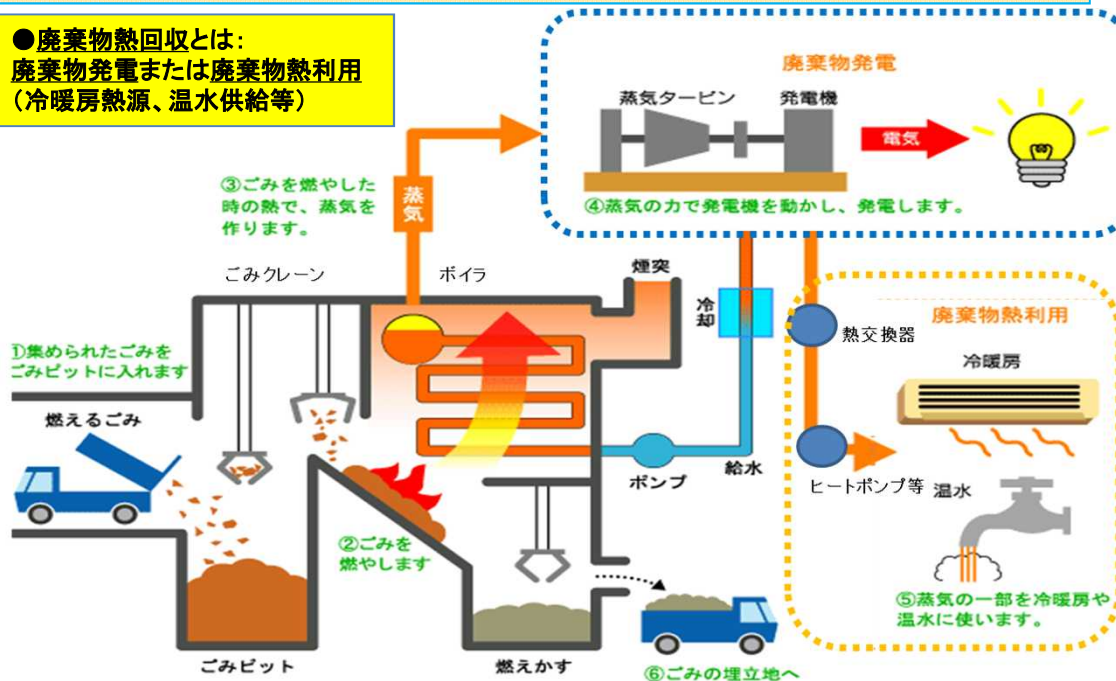 ●廃棄物熱回収とは:
廃棄物発電または廃棄物熱利用
（冷暖房熱源、温水供給等）
廃棄物発電
蒸気タービン
発電機
電気
④蒸気の力で発電機を動かし、発電します。
③ごみを燃やした
時の熱で、蒸気を
作ります。
蒸気
ごみクレーン
ボイラ
煙突
冷却
①集められたごみを
ごみピットに入れます
燃えるごみ
②ごみを
燃やします
ポンプ
給水
ごみピット
燃えかす
⑥ごみの埋立地へ
廃棄物熱利用
熱交換器
冷暖房
ヒートポンプ等
温水
⑤蒸気の一部を冷暖房や
温水に使います。